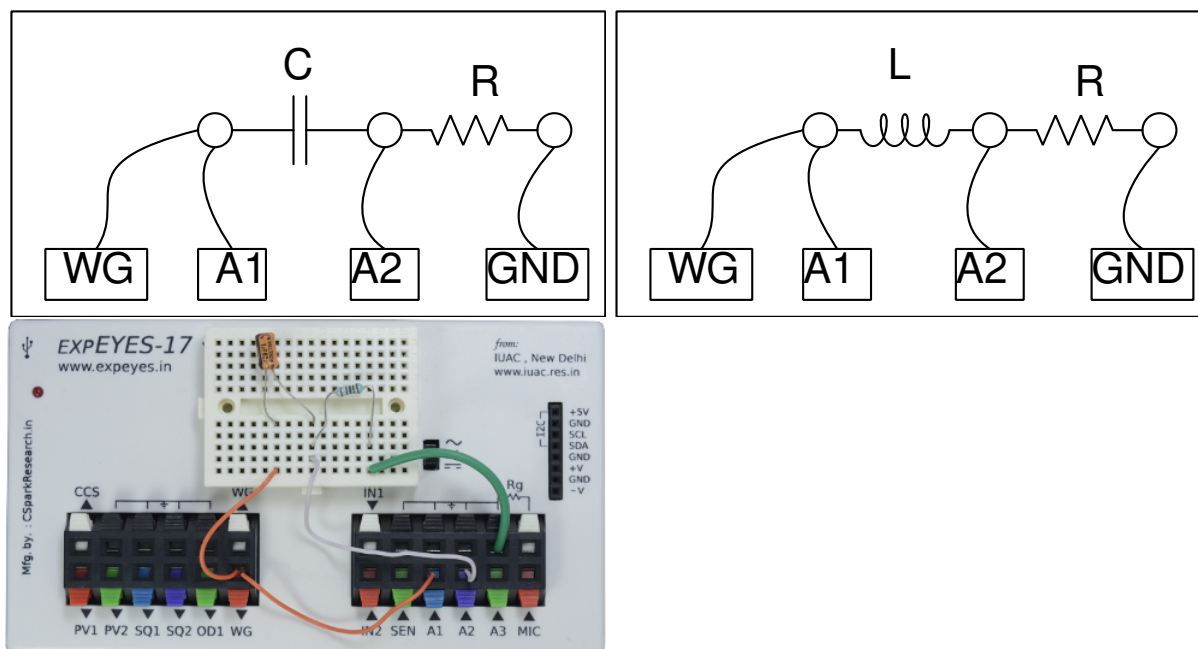 C
R
WG
A1
A2
GND
L
R
WG
A1
A2
GND
EXPEYES-17
www.expeyes.in
from:
IUAC , New Delhi
www.iuac.res.in
Mfg. by. : CSparkResearch.in
I2C
+5V
GND
SCL
SDA
GND
+V
GND
-V
CCS
WG
IN1
Rg
PV1 PV2 SQ1 SQ2 OD1 WG
IN2 SEN A1 A2 A3 MIC